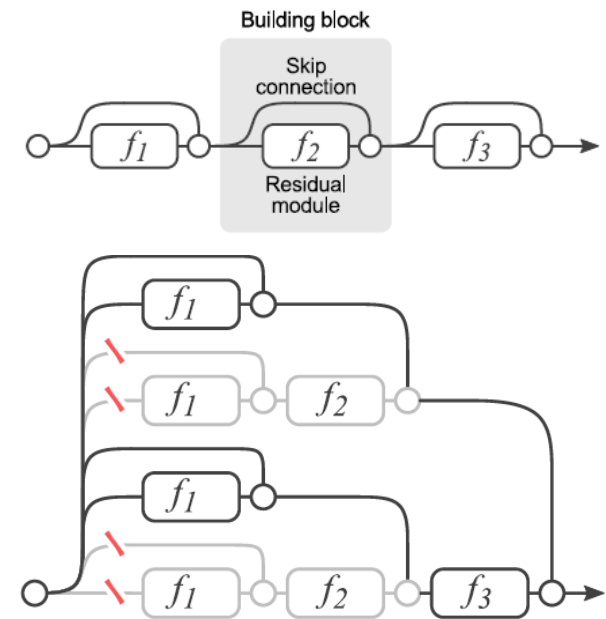 Building block
Skip
connection
f1
f2
f3
Residual
module
f1
f1
f2
f1
f1
f2
f3